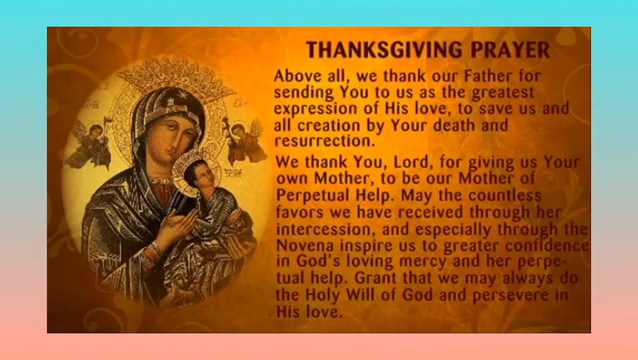 THANKSGIVING PRAYER
Above all, we thank our Father for
sending You to us as the greatest
expression of His love, to save us and
all creation by Your death and
resurrection.
We thank You, Lord, for giving us Your
own Mother, to be our Mother of
Perpetual Help. May the countless
favors we have received through her
intercession, and especially through the
Novena inspire us to greater confidence
in God's loving mercy and her perpe-
tual help. Grant that we may always do
the Holy Will of God and persevere in
His love.